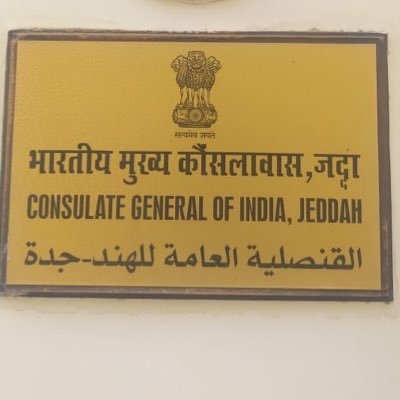 सत्यमेव जयते
भारतीय मुख्य कौंसलावास, जद्दा
CONSULATE GENERAL OF INDIA, JEDDAH
القنصلية العامة للهند-جدة